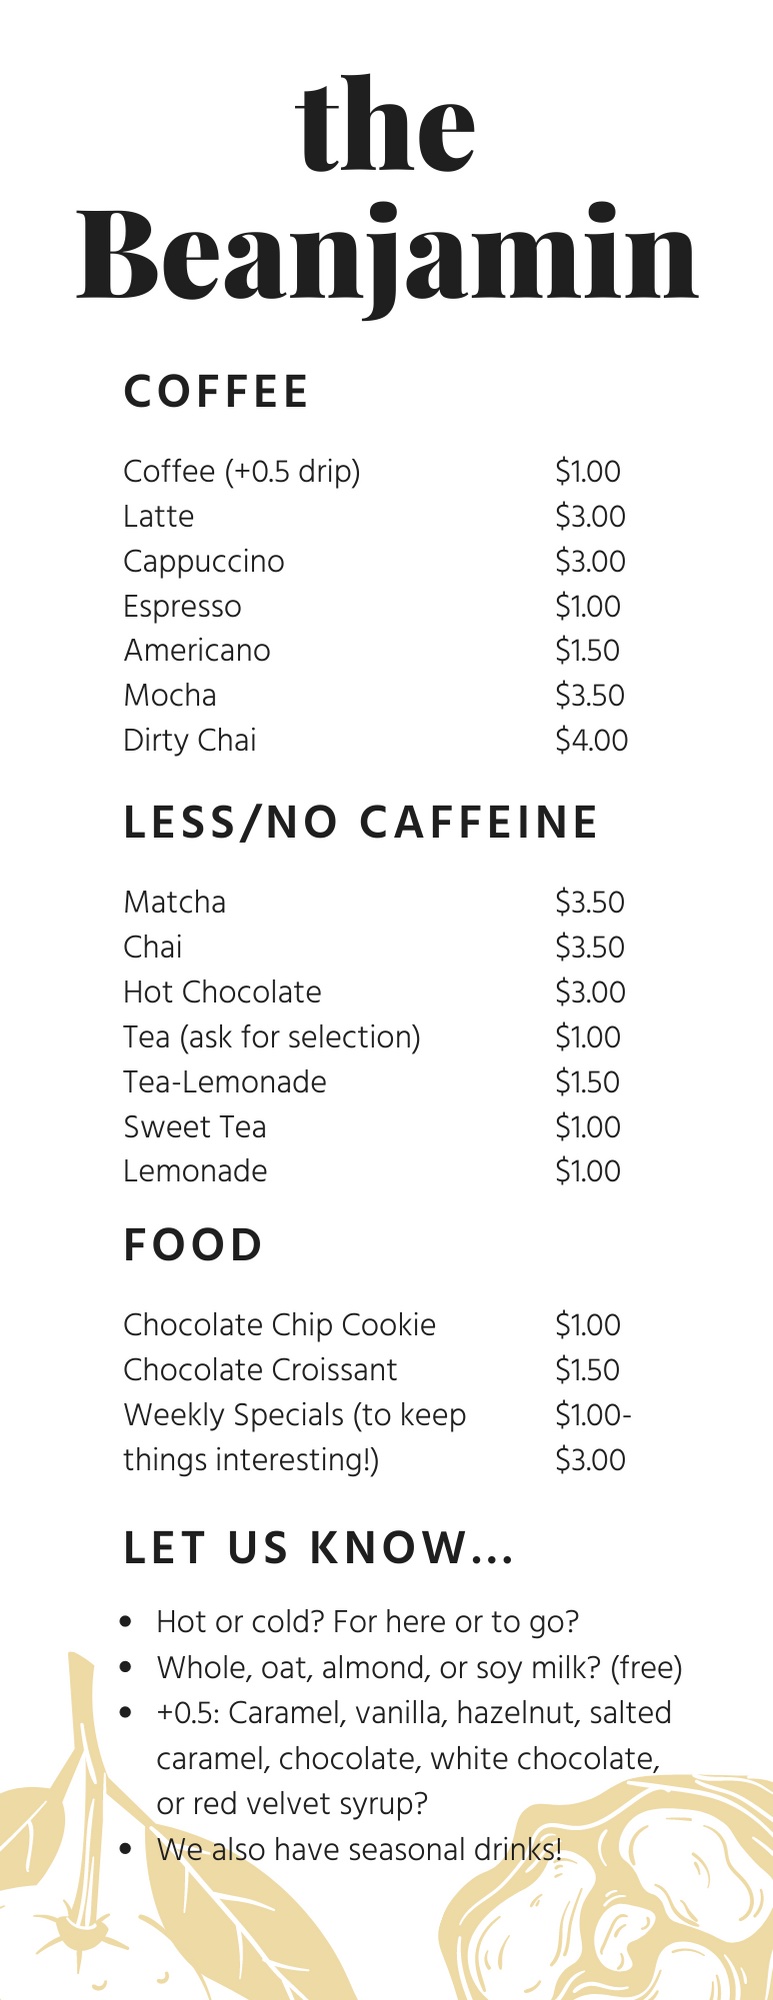 the
Beanjamin
COFFEE
Coffee (+0.5 drip) $1.00
Latte $3.00
Cappuccino $3.00
Espresso $1.00
Americano $1.50
Mocha $3.50
Dirty Chai $4.00
LESS/NO CAFFEINE
Matcha $3.50
Chai $3.50
Hot Chocolate $3.00
Tea (ask for selection) $1.00
Tea-Lemonade $1.50
Sweet Tea $1.00
Lemonade $1.00
FOOD
Chocolate Chip Cookie $1.00
Chocolate Croissant $1.50
Weekly Specials (to keep $1.00-
things interesting!) $3.00
LET US KNOW...
• Hot or cold? For here or to go?
• Whole, oat, almond, or soy milk? (free)
• +0.5: Caramel, vanilla, hazelnut, salted
caramel, chocolate, white chocolate,
or red velvet syrup?
• We also have seasonal drinks!